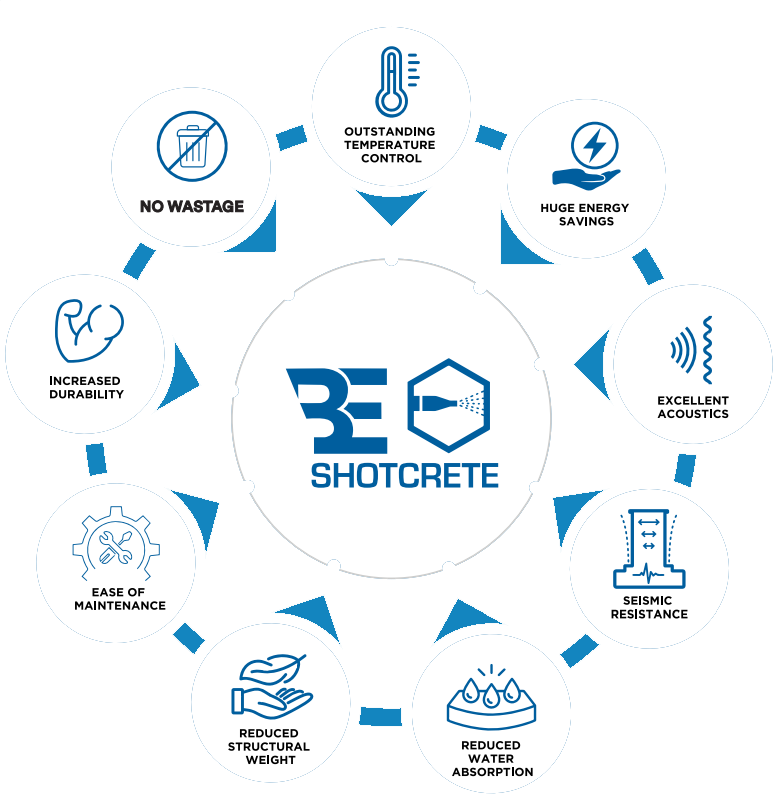 OUTSTANDING
TEMPERATURE
CONTROL
HUGE ENERGY
SAVINGS
EXCELLENT
ACOUSTICS
SEISMIC
RESISTANCE
REDUCED
WATER
ABSORPTION
REDUCED
STRUCTURAL
WEIGHT
EASE OF
MAINTENANCE
INCREASED
DURABILITY
NO WASTAGE
BE
SHOTCRETE